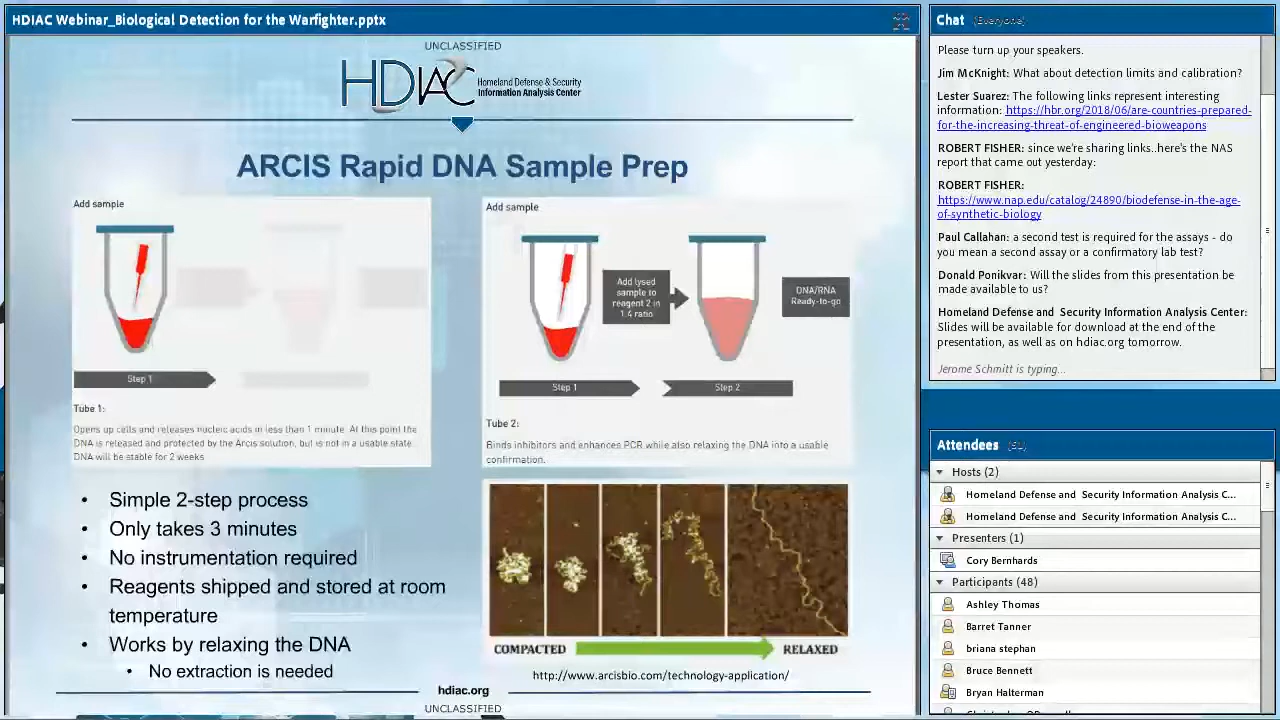 HDIAC Webinar_Biological Detection for the Warfighter.pptx
UNCLASSIFIED
HDIAC Homeland Defense & Security
Information Analysis Center
ARCIS Rapid DNA Sample Prep
Add sample
Step 1
Tube 1:
Opens up cells and releases nucleic acids in less than 1 minute. At this point the
DNA is released and protected by the Arcis solution, but is not in a usable state.
DNA will be stable for 2 weeks
Add sample
Add lysed
sample to
reagent 2 in
1:4 ratio
DNA/RNA
Ready-to-go
Step 1
Step 2
Tube 2:
Binds inhibitors and enhances PCR while also relaxing the DNA into a usable
confirmation.
• Simple 2-step process
• Only takes 3 minutes
• No instrumentation required
• Reagents shipped and stored at room
temperature
• Works by relaxing the DNA
• No extraction is needed
COMPACTED
RELAXED
http://www.arcisbio.com/technology-application/
hdiac.org
UNCLASSIFIED
Chat (Everyone)
Please turn up your speakers.
Jim McKnight: What about detection limits and calibration?
Lester Suarez: The following links represent interesting
information: https://hbr.org/2018/06/are-countries-prepared-
for-the-increasing-threat-of-engineered-bioweapons
ROBERT FISHER: since we're sharing links..here's the NAS
report that came out yesterday:
ROBERT FISHER:
https://www.nap.edu/catalog/24890/biodefense-in-the-age-
of-synthetic-biology
Paul Callahan: a second test is required for the assays - do
you mean a second assay or a confirmatory lab test?
Donald Ponikvar: Will the slides from this presentation be
made available to us?
Homeland Defense and Security Information Analysis Center:
Slides will be available for download at the end of the
presentation, as well as on hdiac.org tomorrow.
Jerome Schmitt is typing...
Attendees (51)
Hosts (2)
Homeland Defense and Security Information Analysis C...
Homeland Defense and Security Information Analysis C...
Presenters (1)
Cory Bernhards
Participants (48)
Ashley Thomas
Barret Tanner
briana stephan
Bruce Bennett
Bryan Halterman